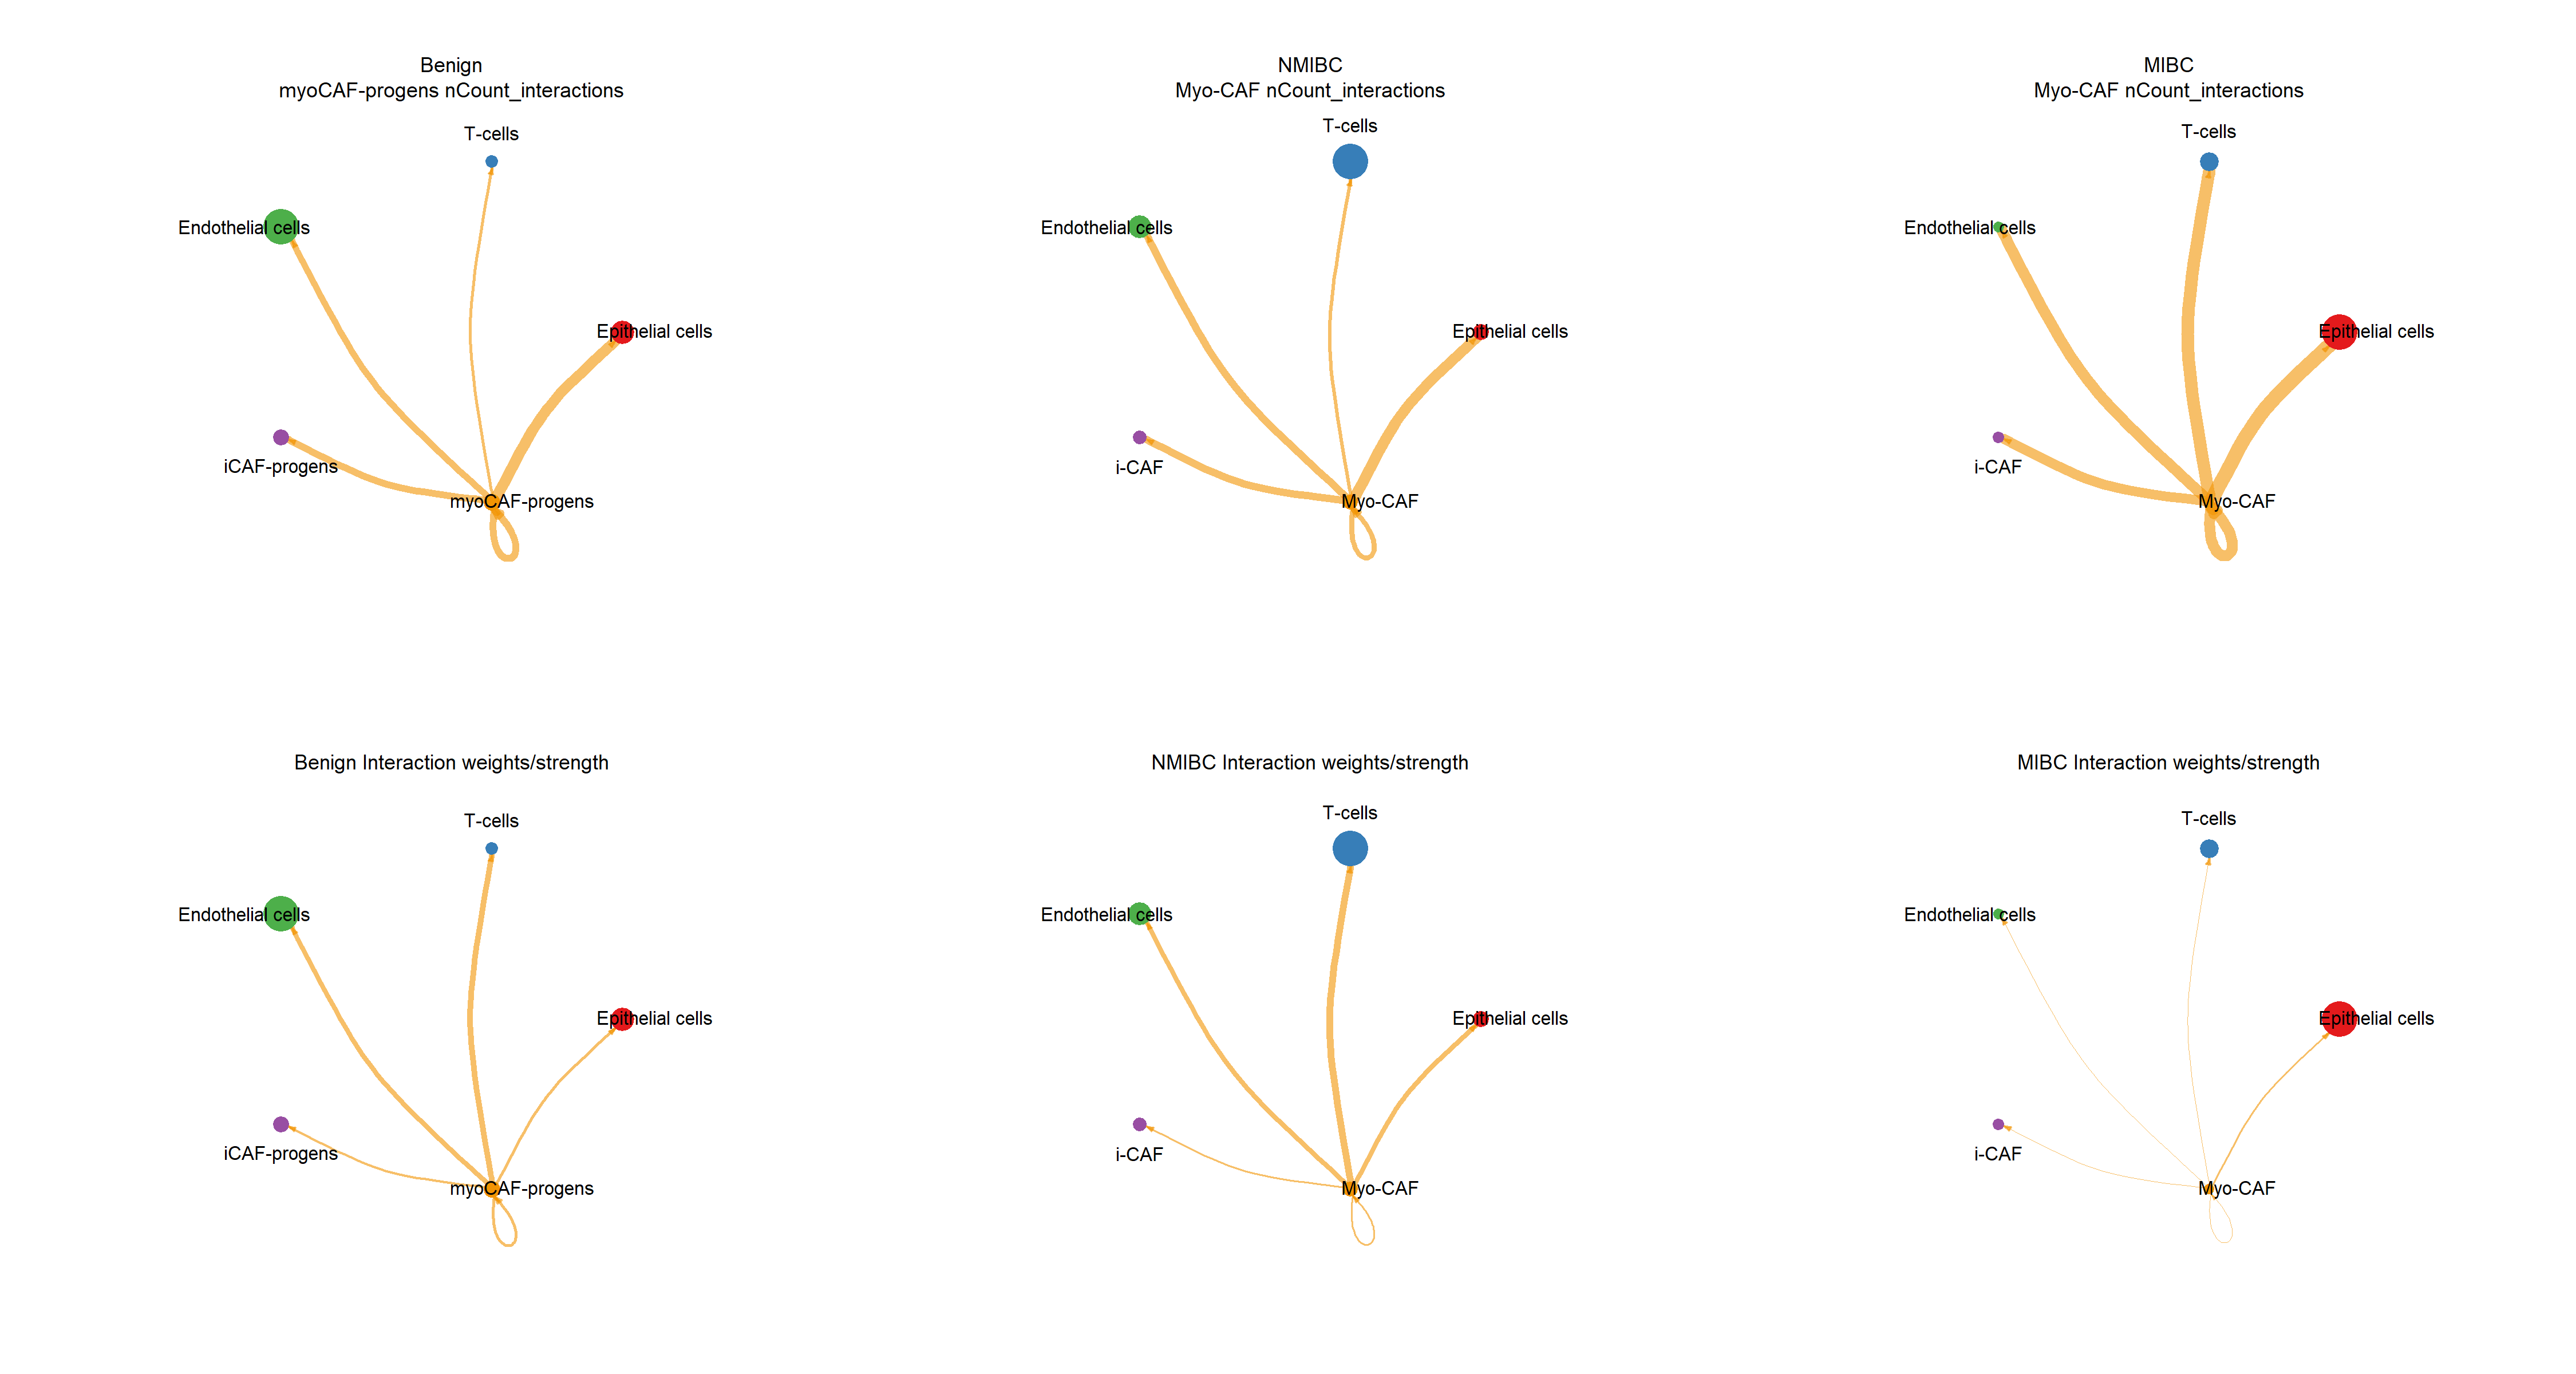 Benign
myoCAF-progens nCount_interactions
T-cells
Endothelial cells
Epithelial cells
iCAF-progens
myoCAF-progens
NMIBC
Myo-CAF nCount_interactions
T-cells
Endothelial cells
Epithelial cells
i-CAF
Myo-CAF
MIBC
Myo-CAF nCount_interactions
T-cells
Endothelial cells
Epithelial cells
i-CAF
Myo-CAF
Benign Interaction weights/strength
T-cells
Endothelial cells
Epithelial cells
iCAF-progens
myoCAF-progens
NMIBC Interaction weights/strength
T-cells
Endothelial cells
Epithelial cells
i-CAF
Myo-CAF
MIBC Interaction weights/strength
T-cells
Endothelial cells
Epithelial cells
i-CAF
Myo-CAF